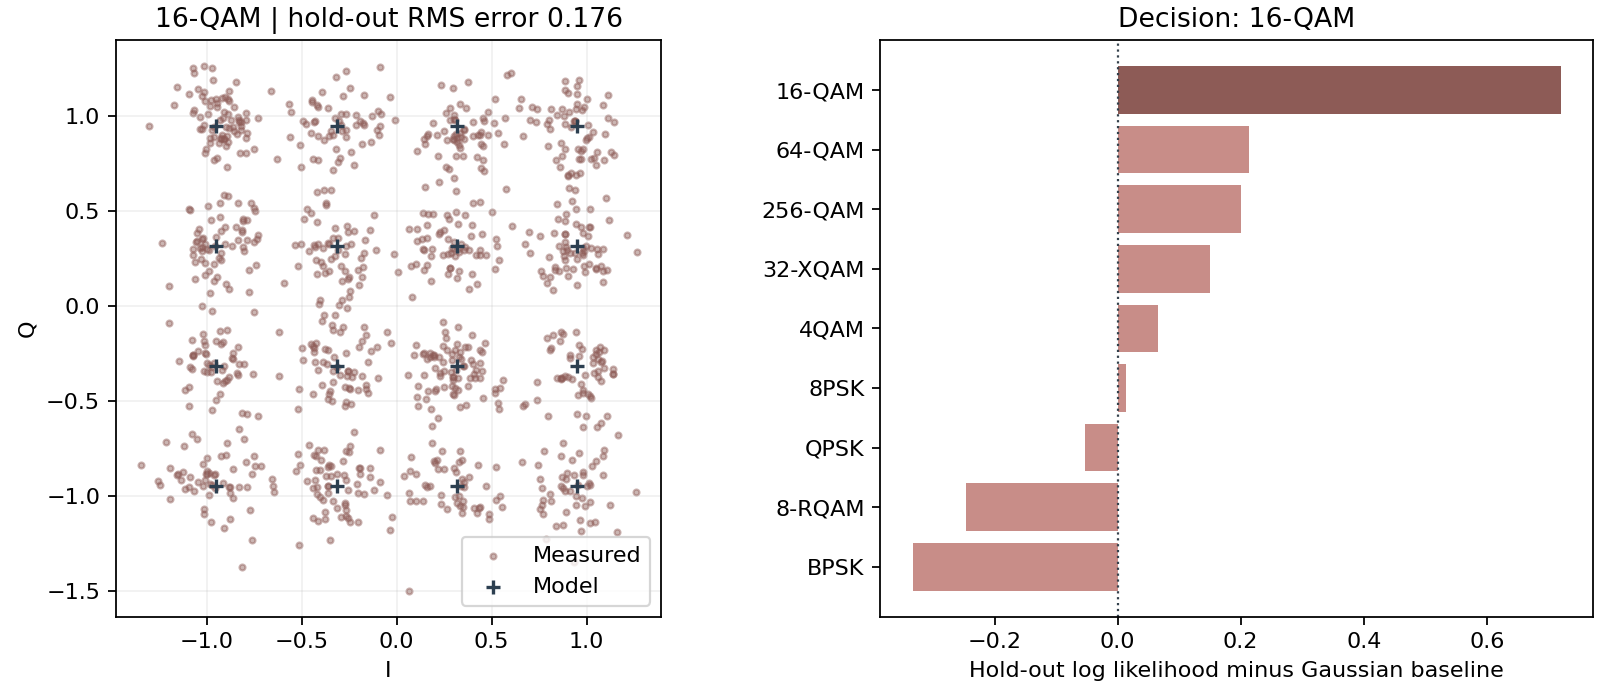 16-QAM | hold-out RMS error 0.176
1.0
0.5
0.0
−0.5
−1.0
−1.5
Q
Measured
Model
−1.0
−0.5
0.0
0.5
1.0
I
Decision: 16-QAM
16-QAM
64-QAM
256-QAM
32-XQAM
4QAM
8PSK
QPSK
8-RQAM
BPSK
−0.2
0.0
0.2
0.4
0.6
Hold-out log likelihood minus Gaussian baseline